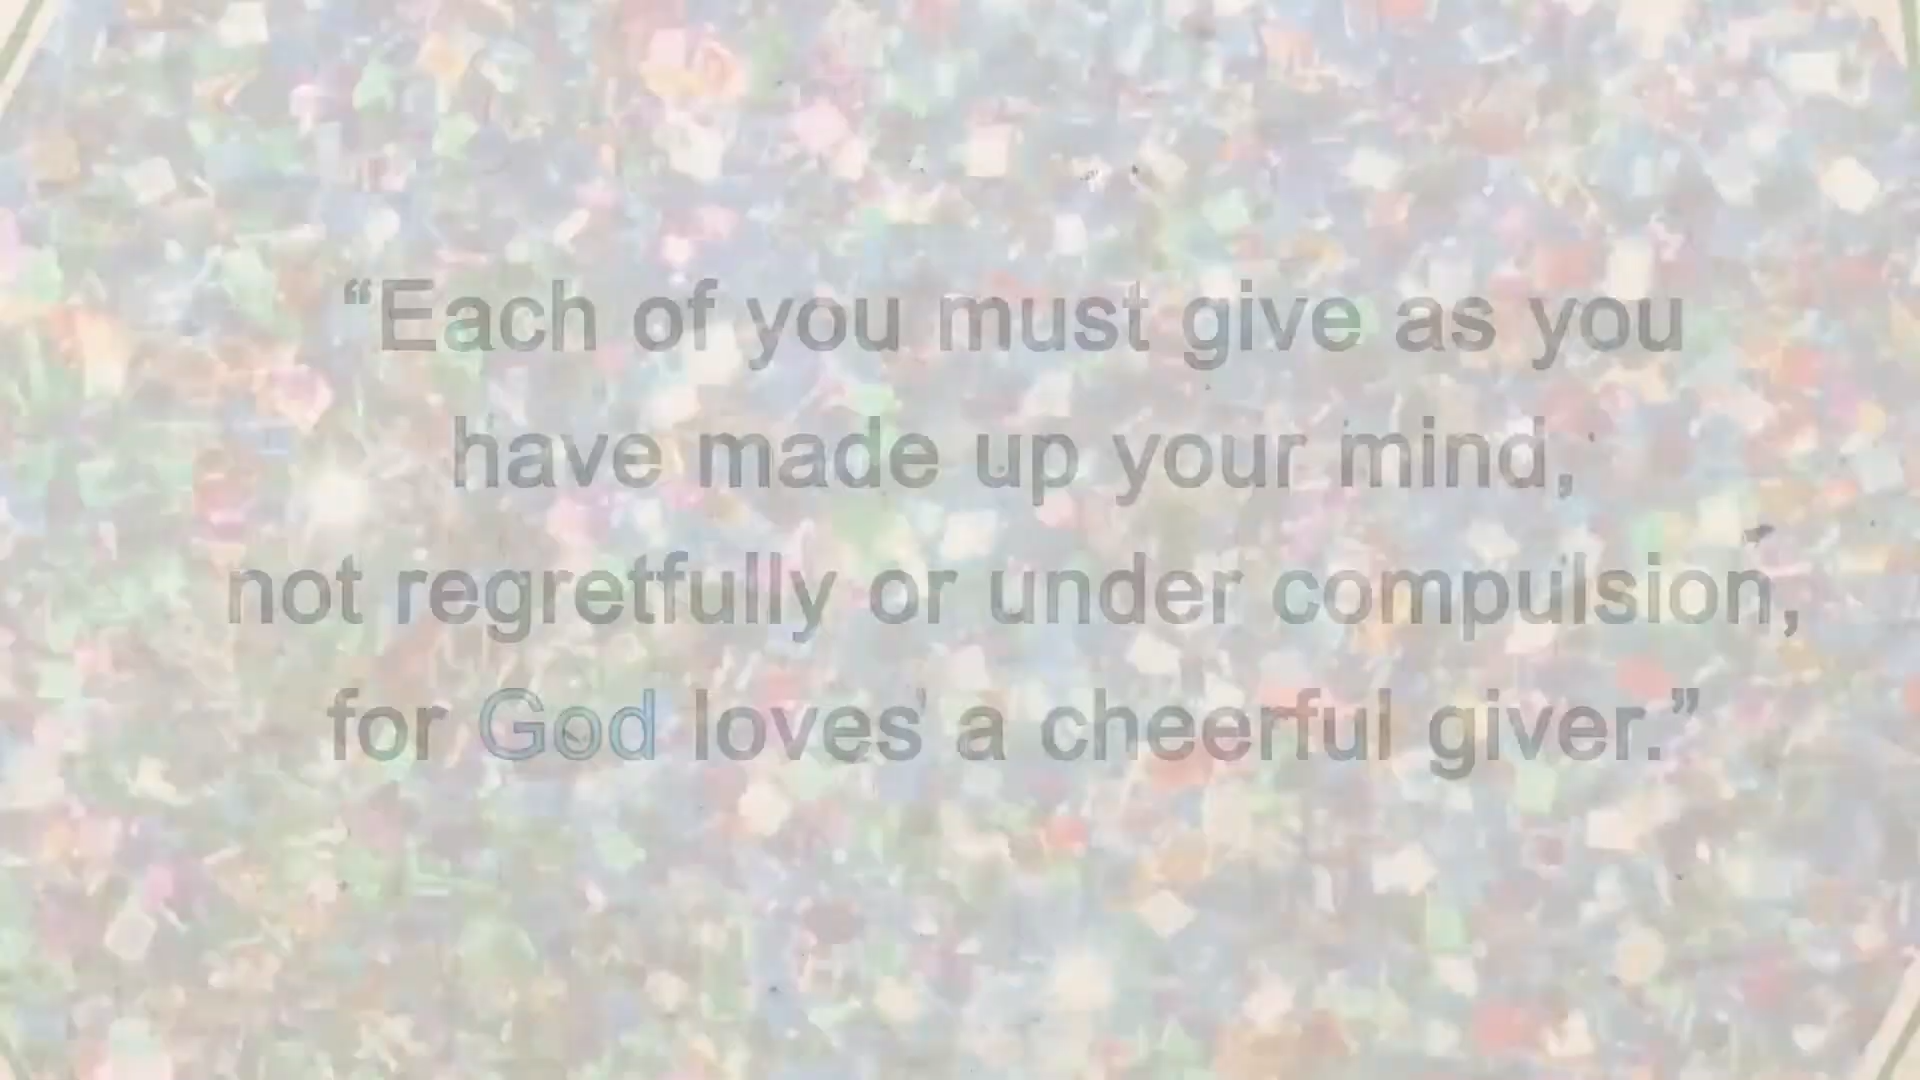 “Each of you must give as you
have made up your mind,
not regretfully or under compulsion,
for God loves a cheerful giver.”